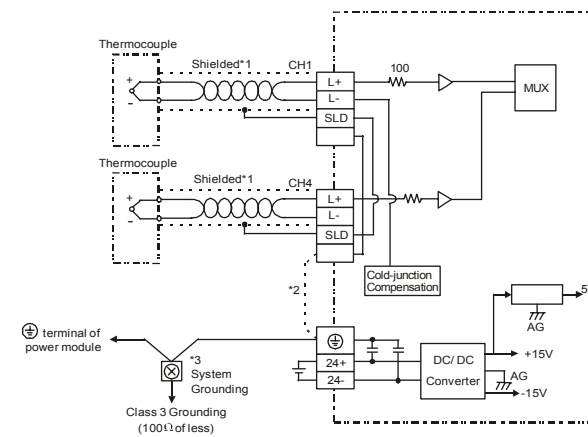 Thermocouple
Shielded*1
CH1
+
-
L+
L-
SLD
100
MUX
Thermocouple
Shielded*1
CH4
+
-
L+
L-
SLD
Cold-junction
Compensation
*2
5
AG
terminal of
power module
*3
System
Grounding
24+
24-
DC/ DC
Converter
+15V
AG
-15V
Class 3 Grounding
(100Ω of less)